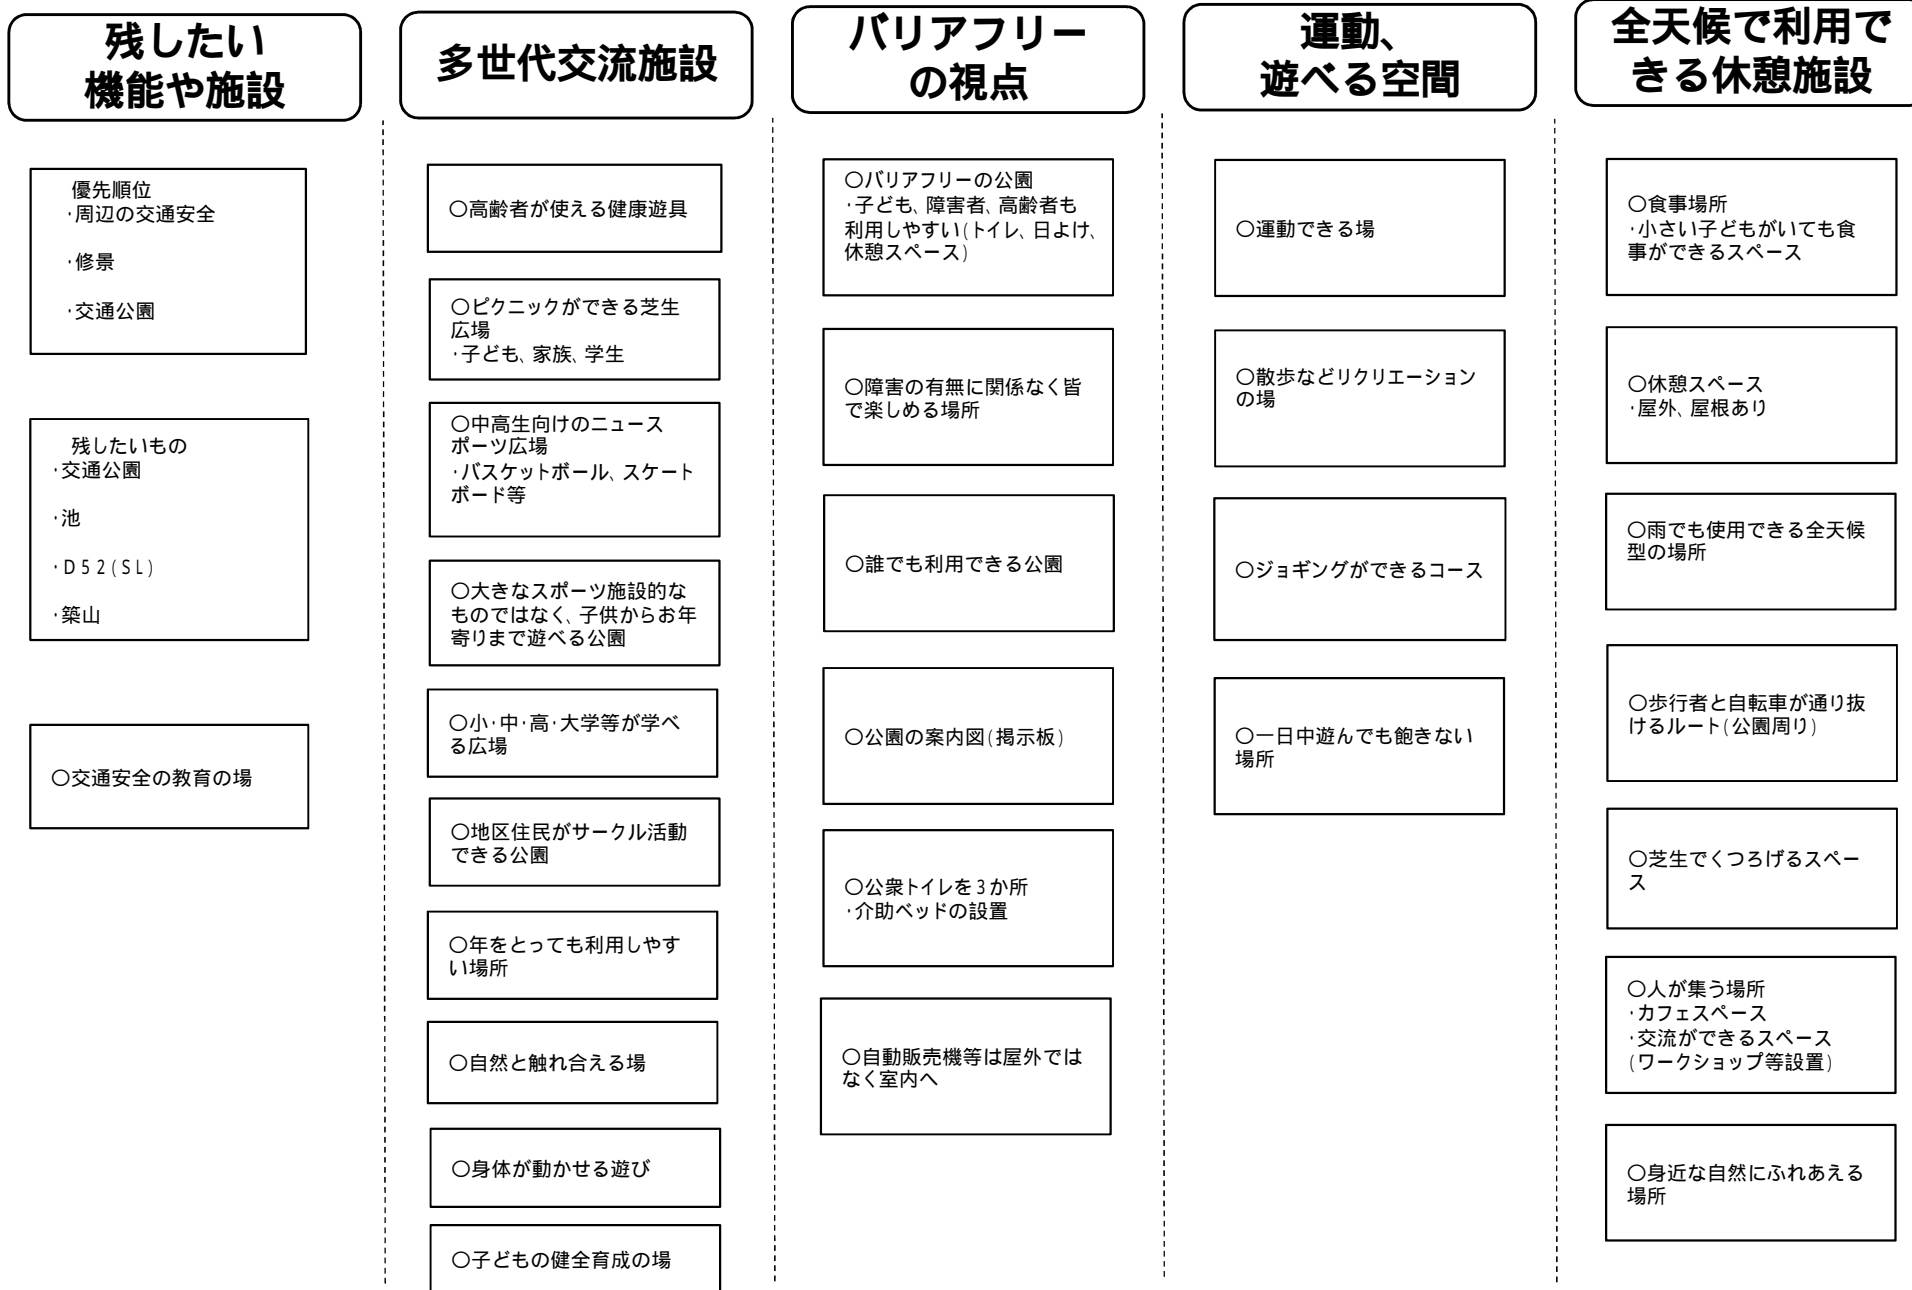 残したい
機能や施設
優先順位
・周辺の交通安全
・修景
・交通公園
残したいもの
・交通公園
・池
・D52(SL)
・築山
○交通安全の教育の場
多世代交流施設
○高齢者が使える健康遊具
○ピクニックができる芝生
広場
・子ども、家族、学生
○中高生向けのニュース
ポーツ広場
・バスケットボール、スケート
ボード等
○大きなスポーツ施設的な
ものではなく、子供からお年
寄りまで遊べる公園
○小・中・高・大学等が学べ
る広場
○地区住民がサークル活動
できる公園
○年をとっても利用しやす
い場所
○自然と触れ合える場
○身体が動かせる遊び
○子どもの健全育成の場
バリアフリー
の視点
○バリアフリーの公園
・子ども、障害者、高齢者も
利用しやすい(トイレ、日よけ、
休憩スペース)
○障害の有無に関係なく皆
で楽しめる場所
○誰でも利用できる公園
○公園の案内図(掲示板)
○公衆トイレを3か所
・介助ベッドの設置
○自動販売機等は屋外では
なく室内へ
運動、
遊べる空間
○運動できる場
○散歩などリクリエーション
の場
○ジョギングができるコース
○一日中遊んでも飽きない
場所
全天候で利用で
きる休憩施設
○食事場所
・小さい子どもがいても食
事ができるスペース
○休憩スペース
・屋外、屋根あり
○雨でも使用できる全天候
型の場所
○歩行者と自転車が通り抜
けるルート(公園周り)
○芝生でくつろげるスペー
ス
○人が集う場所
・カフェスペース
・交流ができるスペース
(ワークショップ等設置)
○身近な自然にふれあえる
場所